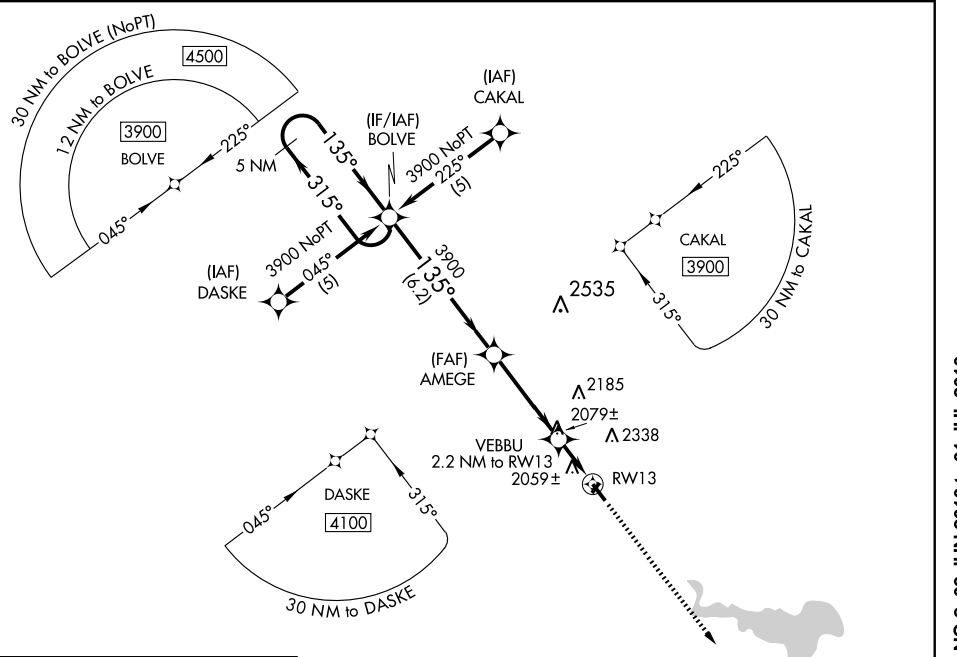 30 NM to BOLVE (NoPT)
4500
12 NM to BOLVE
3900
BOLVE
225°
045°
5 NM
135°
315°
(IF/IAF)
BOLVE
(IAF)
CAKAL
3900 NoPT
225°
(5)
3900 NoPT
045°
(5)
(IAF)
DASKE
3900
135°
(6.2)
225°
CAKAL
3900
315°
30 NM to CAKAL
2535
(FAF)
AMEGE
2185
2079±
2338
VEBBU
2.2 NM to RW13
2059±
RW13
045°
DASKE
4100
315°
30 NM to DASKE